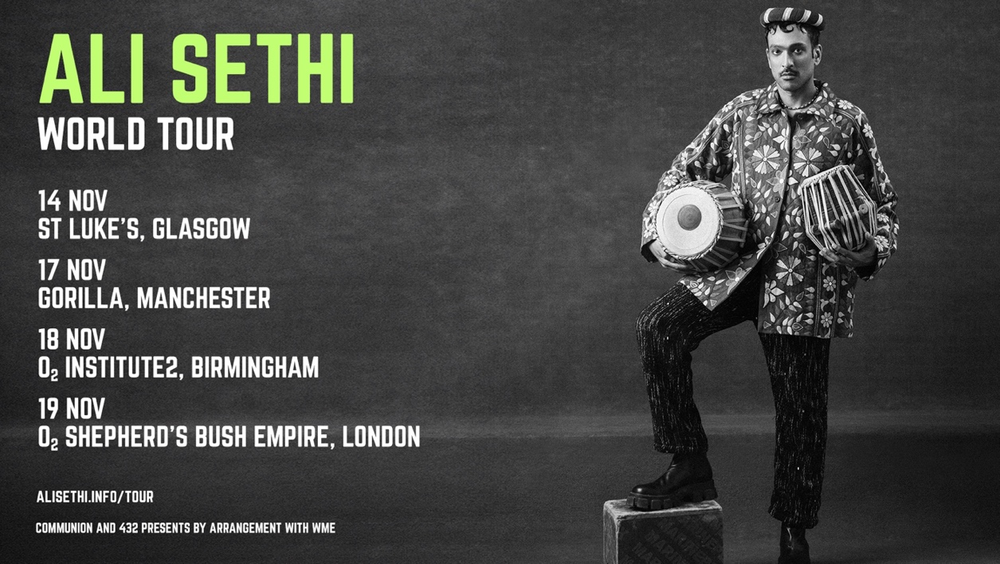 ALI SETHI
WORLD TOUR
14 NOV
ST LUKE'S, GLASGOW
17 NOV
GORILLA, MANCHESTER
18 NOV
O₂ INSTITUTE2, BIRMINGHAM
19 NOV
O₂ SHEPHERD'S BUSH EMPIRE, LONDON
ALISETHI.INFO/TOUR
COMMUNION AND 432 PRESENTS BY ARRANGEMENT WITH WME